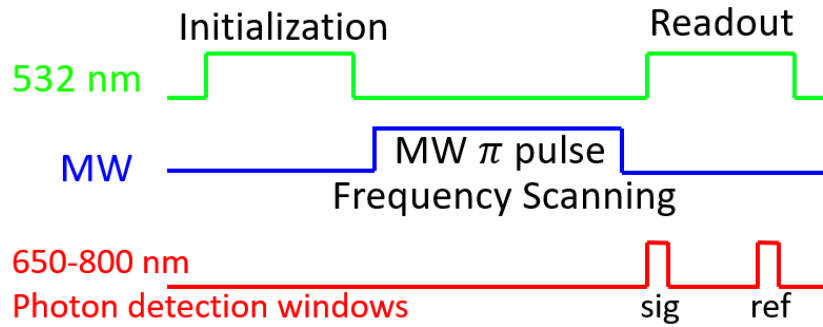 Initialization
Readout
532 nm
MW
MW π pulse
Frequency Scanning
650-800 nm
Photon detection windows
sig
ref